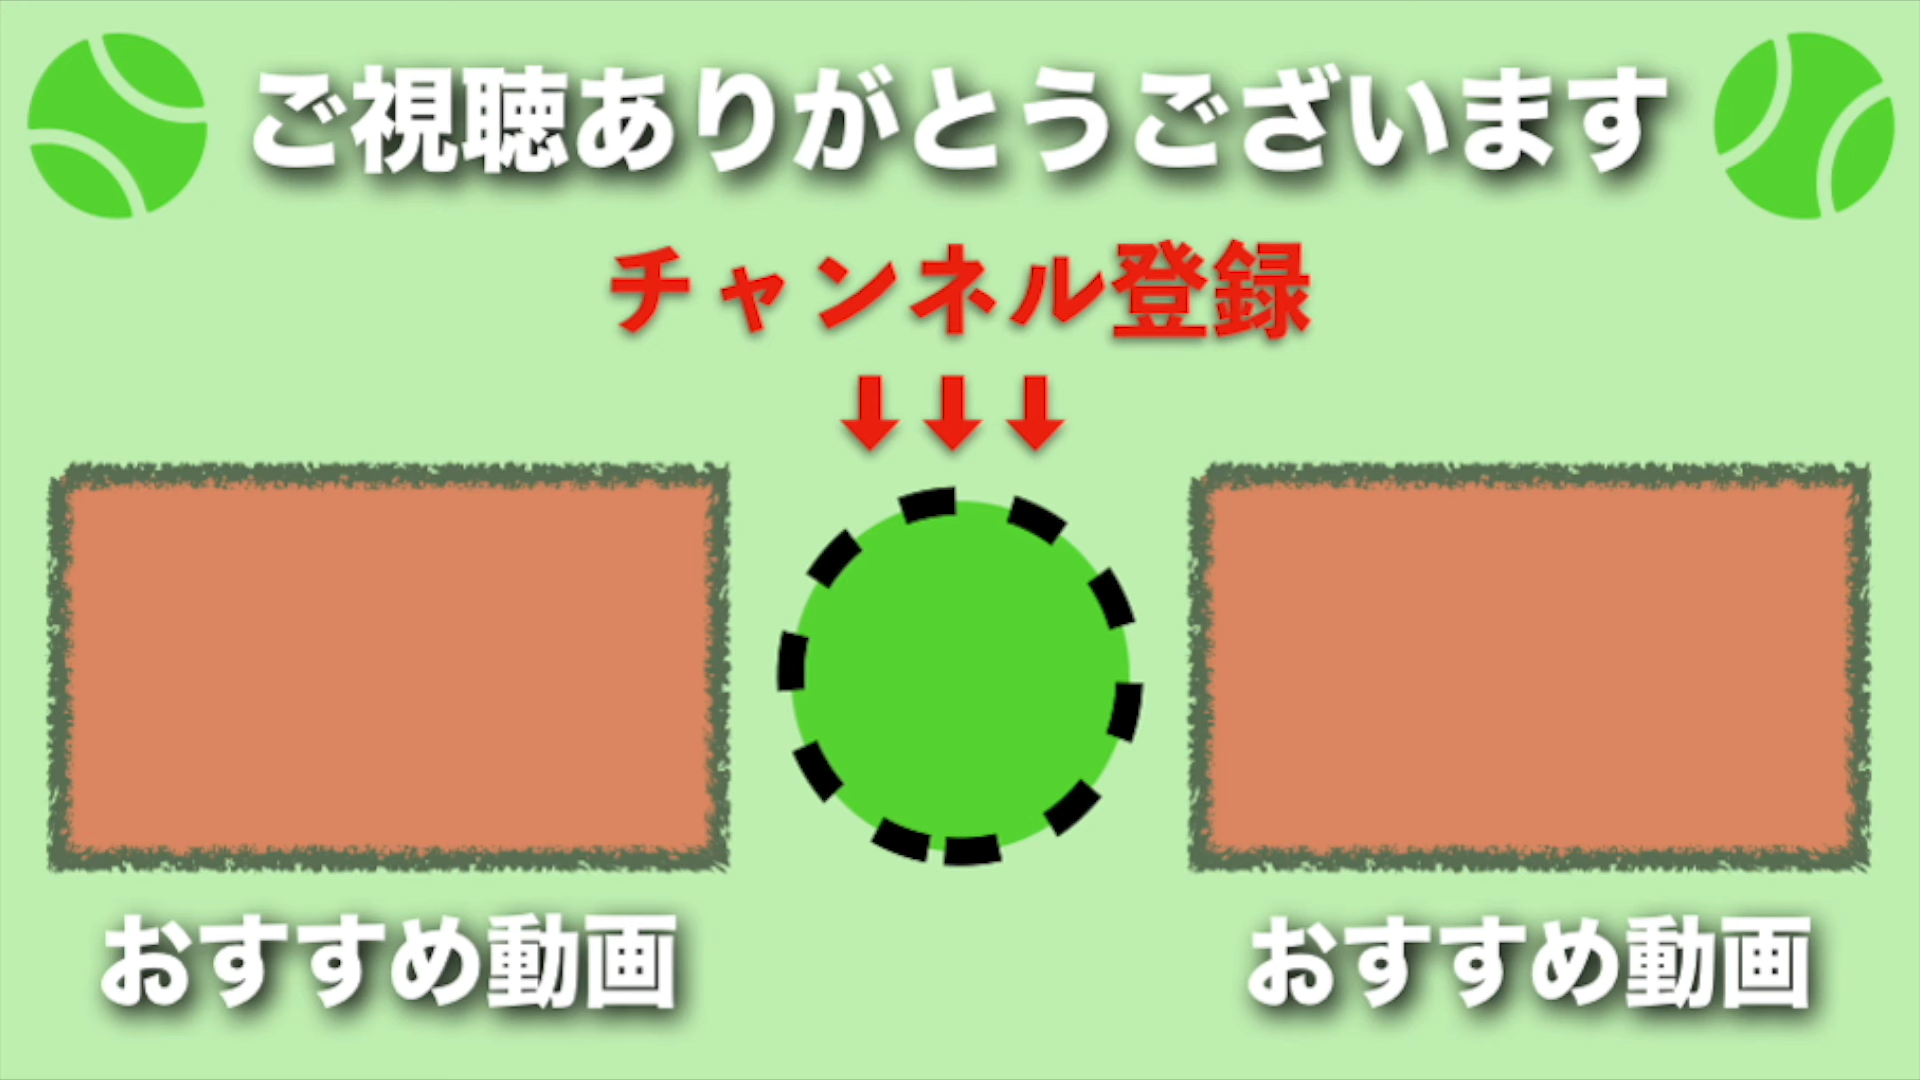 ご視聴ありがとうございます
チャンネル登録
おすすめ動画
おすすめ動画